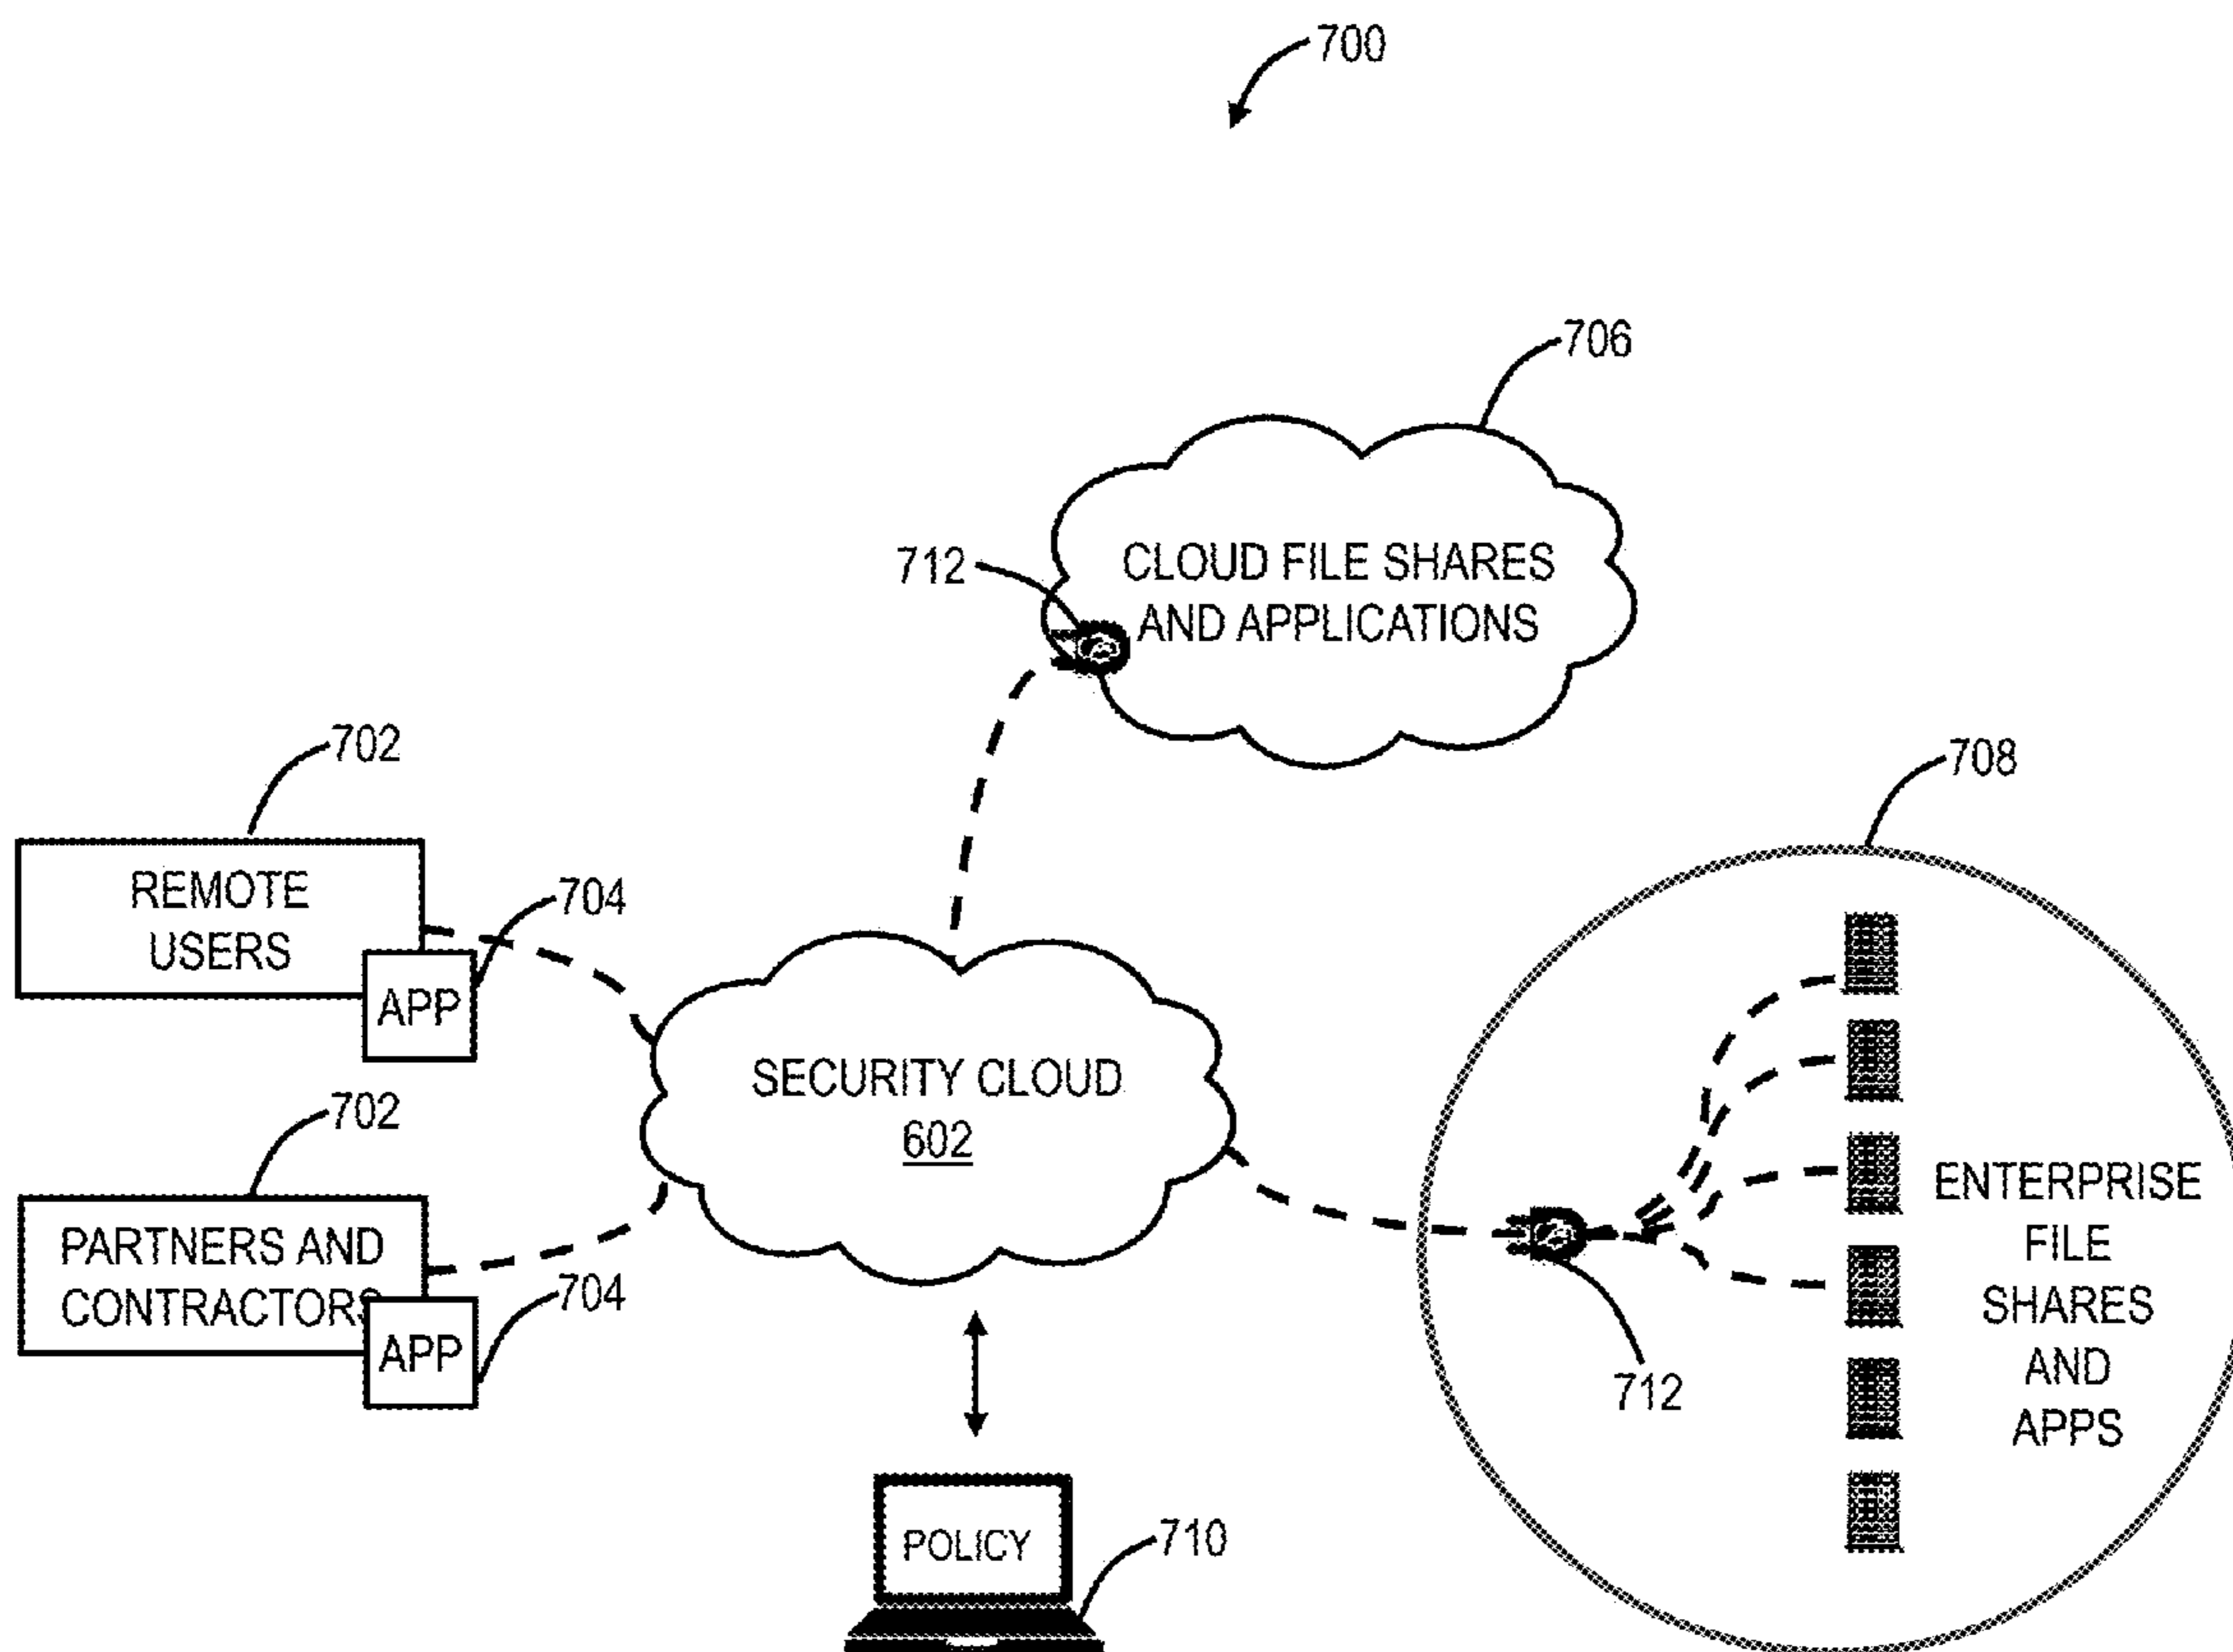 700
706
CLOUD FILE SHARES
AND APPLICATIONS
712
702
REMOTE
USERS
704
APP
708
SECURITY CLOUD
602
702
PARTNERS AND
CONTRACTORS
704
APP
ENTERPRISE
FILE
SHARES
AND
APPS
712
POLICY
710